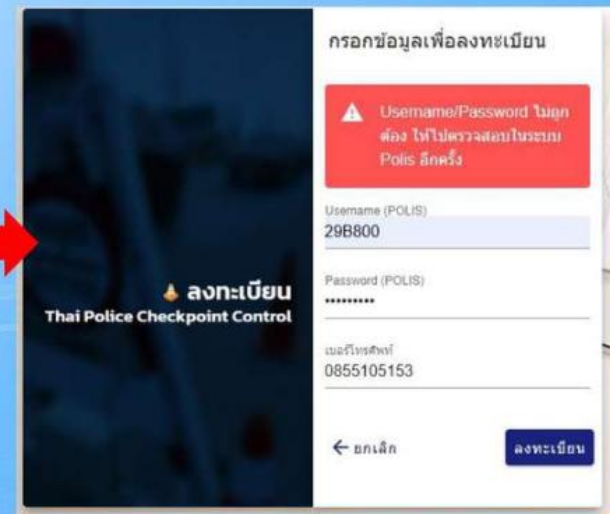 กรอกข้อมูลเพื่อลงทะเบียน
Username/Password ไม่ถูก
ต้อง ให้ไปตรวจสอบในระบบ
Polis อีกครั้ง
Username (POLIS)
29B800
Password (POLIS)
•••••••••
เบอร์โทรศัพท์
0855105153
ยกเลิก
ลงทะเบียน
ลงทะเบียน
Thai Police Checkpoint Control